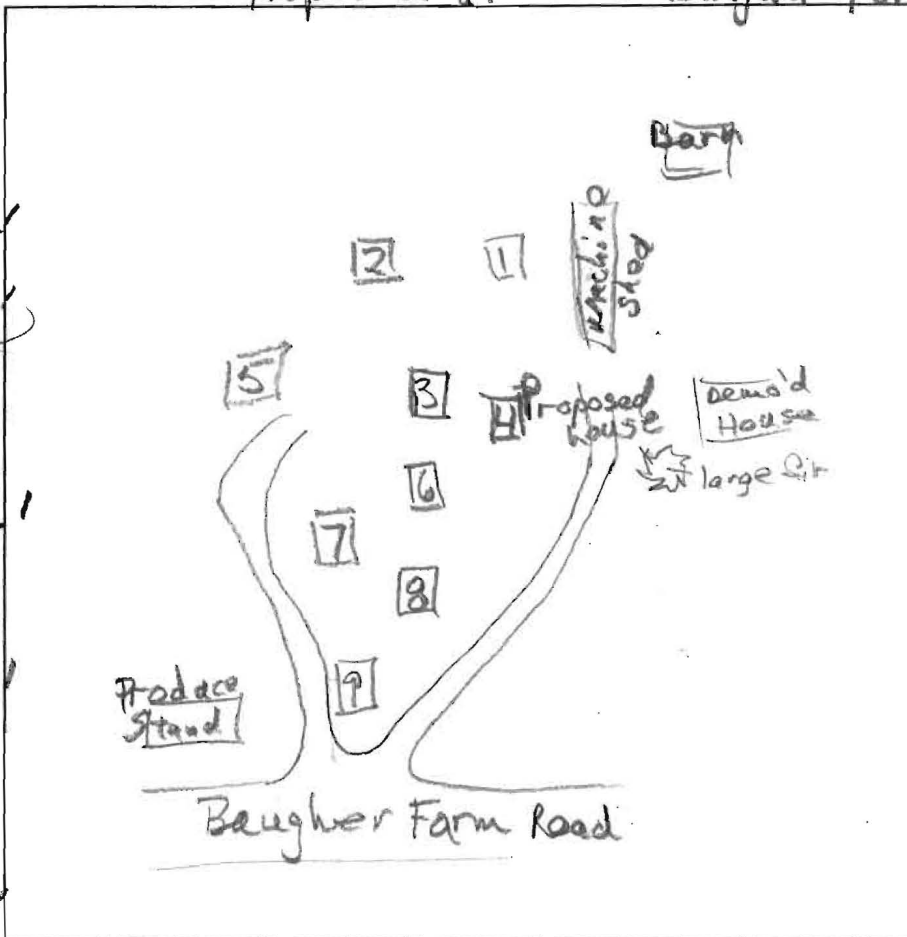 Barn
Machine
Shed
2
1
5
3
4
Proposed
house
Demo'd
House
large fir
6
7
8
9
Produce
Stand
Baugher Farm Road